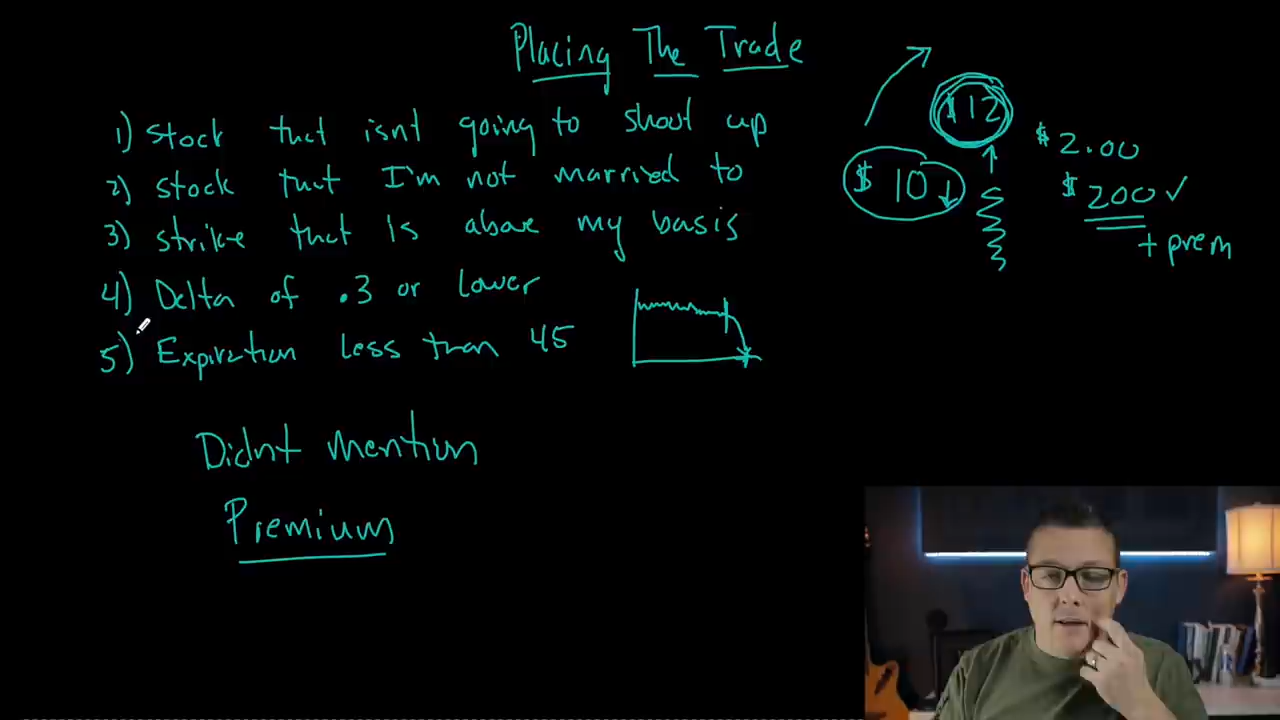 Placing The Trade
1) stock that isnt going to shoot up
2) stock that I'm not married to
3) strike that is above my basis
4) Delta of .3 or lower
5) Expiration less than 45
Didnt mention
Premium
$12
$ 10
$2.00
$200
+ prem